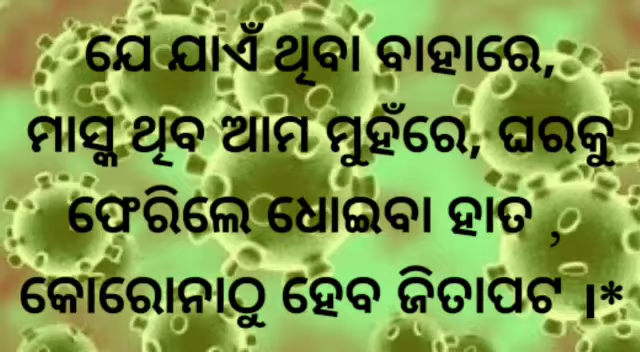 ଯେ ଯାଏଁ ଥିବା ବାହାରେ,
ମାସ୍କ ଥିବ ଆମ ମୁହଁରେ, ଘରକୁ
ଫେରିଲେ ଧୋଇବା ହାତ ,
କୋରୋନାଠୁ ହେବ ଜିତାପଟ ।*